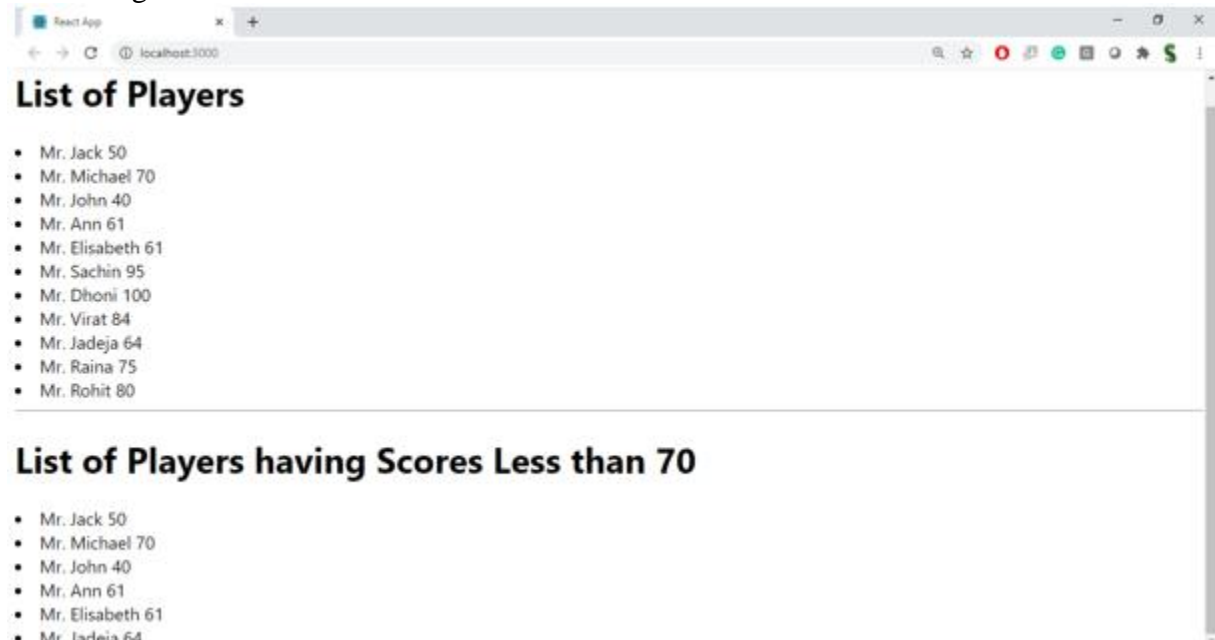 React App
localhost:3000
List of Players
• Mr. Jack 50
• Mr. Michael 70
• Mr. John 40
• Mr. Ann 61
• Mr. Elisabeth 61
• Mr. Sachin 95
• Mr. Dhoni 100
• Mr. Virat 84
• Mr. Jadeja 64
• Mr. Raina 75
• Mr. Rohit 80
List of Players having Scores Less than 70
• Mr. Jack 50
• Mr. Michael 70
• Mr. John 40
• Mr. Ann 61
• Mr. Elisabeth 61
• Mr. Jadeja 64